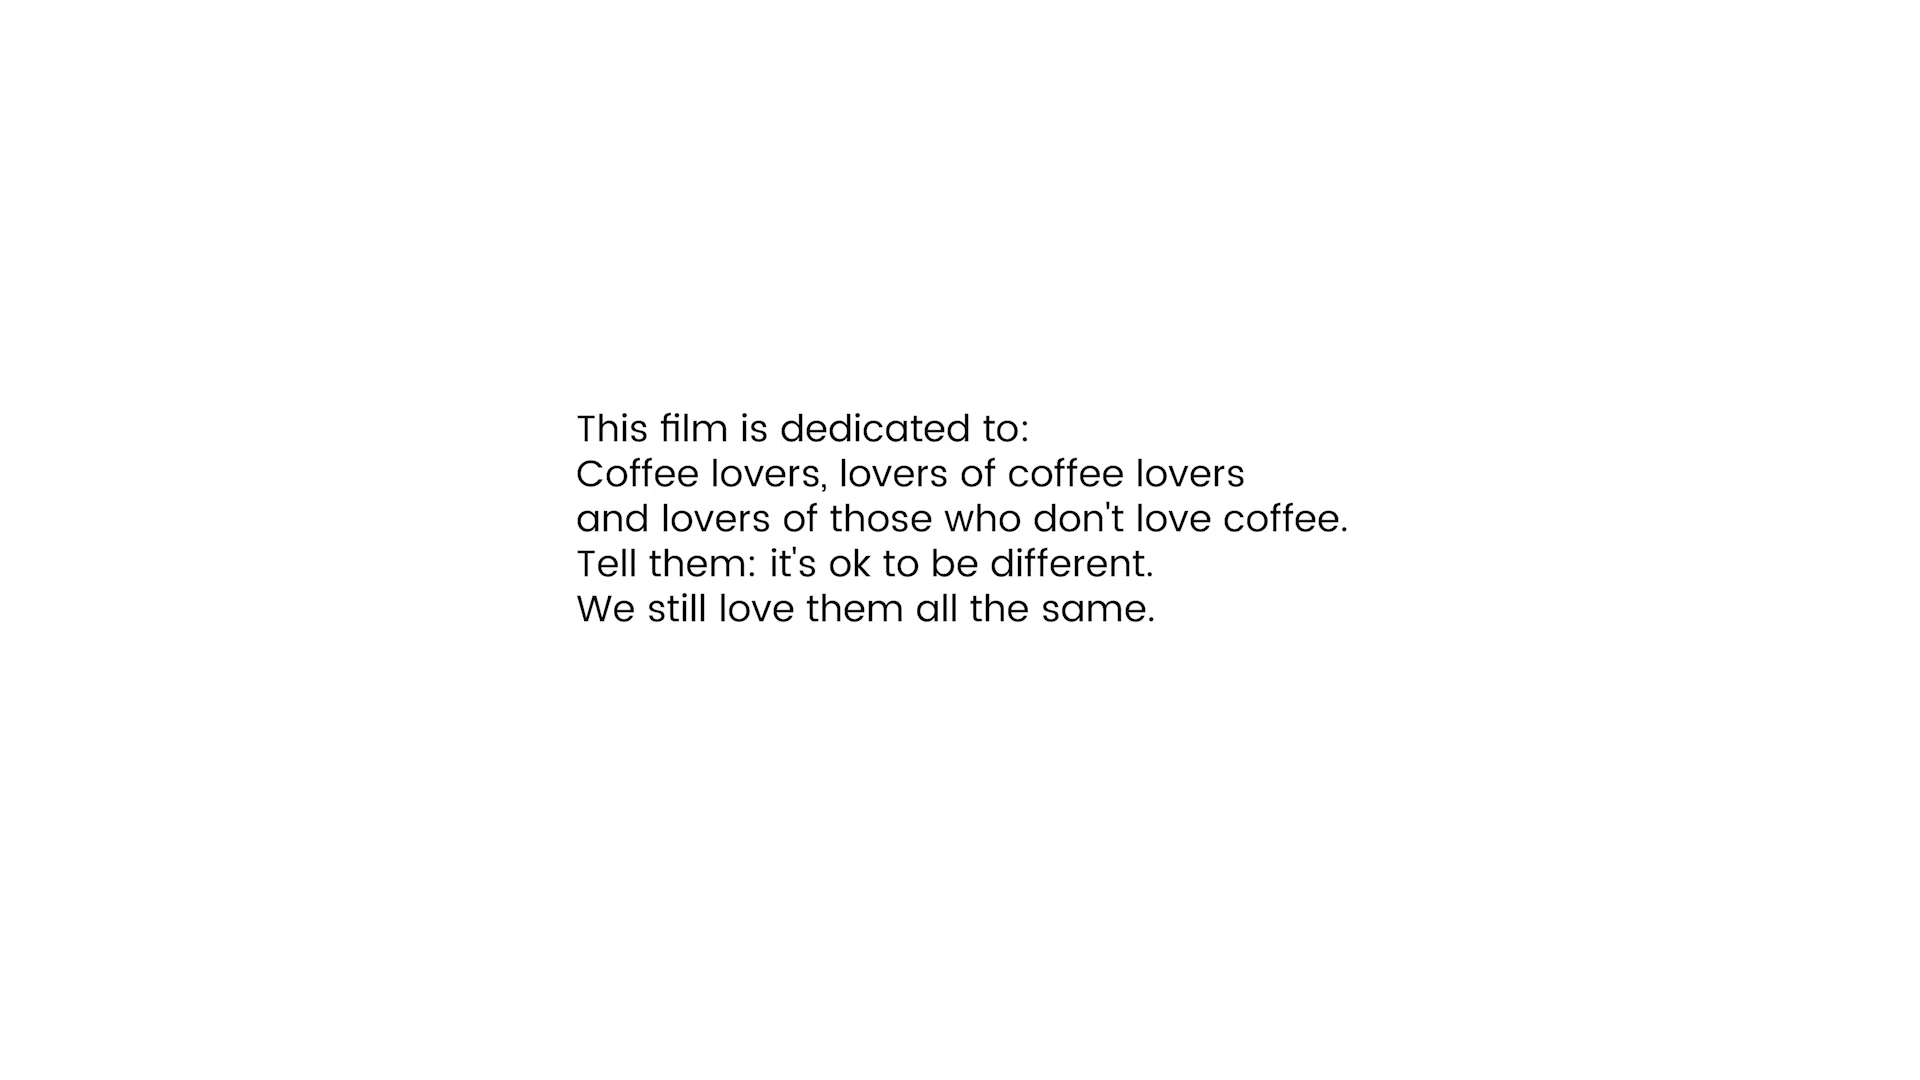 This film is dedicated to:
Coffee lovers, lovers of coffee lovers
and lovers of those who don't love coffee.
Tell them: it's ok to be different.
We still love them all the same.